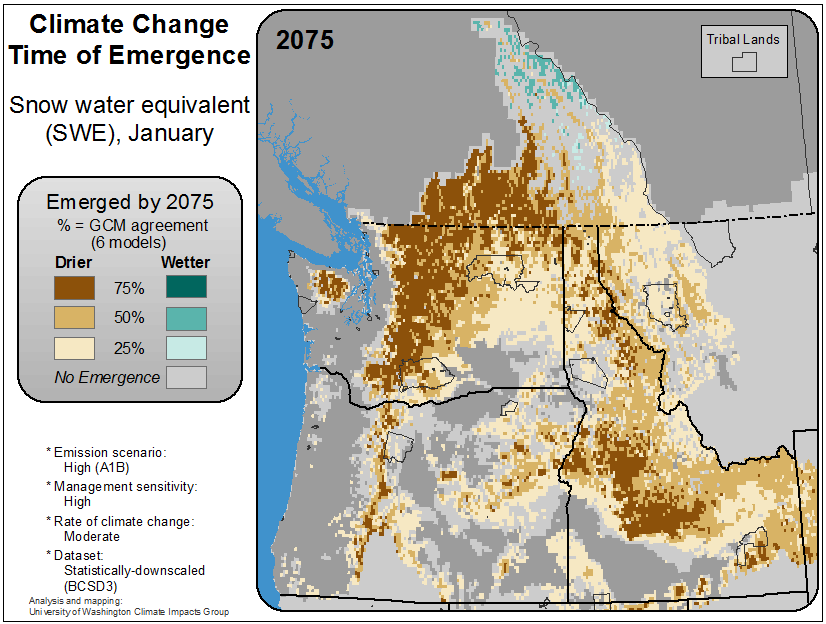 Climate Change
Time of Emergence
Snow water equivalent
(SWE), January
Emerged by 2075
% = GCM agreement
(6 models)
Drier Wetter
75%
50%
25%
No Emergence
* Emission scenario:
High (A1B)
* Management sensitivity:
High
* Rate of climate change:
Moderate
* Dataset:
Statistically-downscaled
(BCSD3)
Analysis and mapping:
University of Washington Climate Impacts Group
2075
Tribal Lands